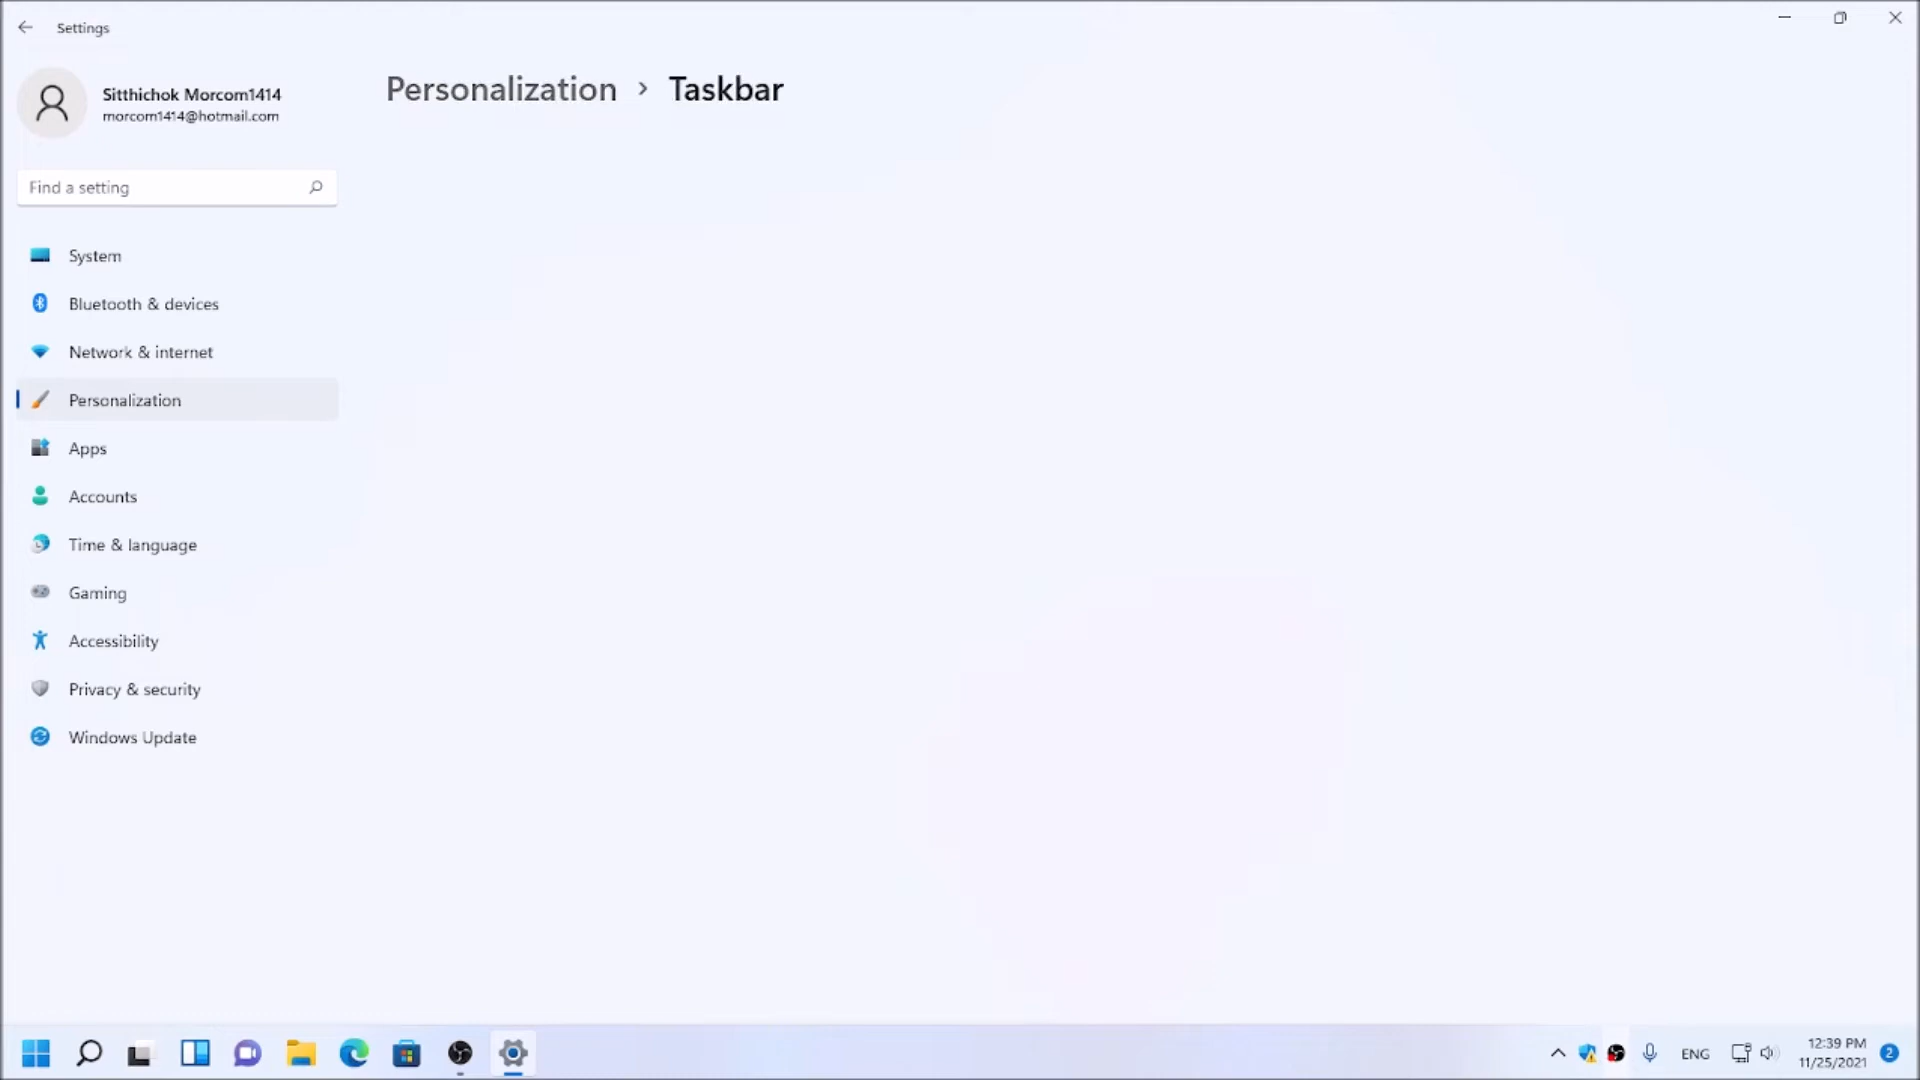 Settings
Sitthichok Morcom1414
morcom1414@hotmail.com
Personalization > Taskbar
Find a setting
System
Bluetooth & devices
Network & internet
Personalization
Apps
Accounts
Time & language
Gaming
Accessibility
Privacy & security
Windows Update
ENG
12:39 PM
11/25/2021
2